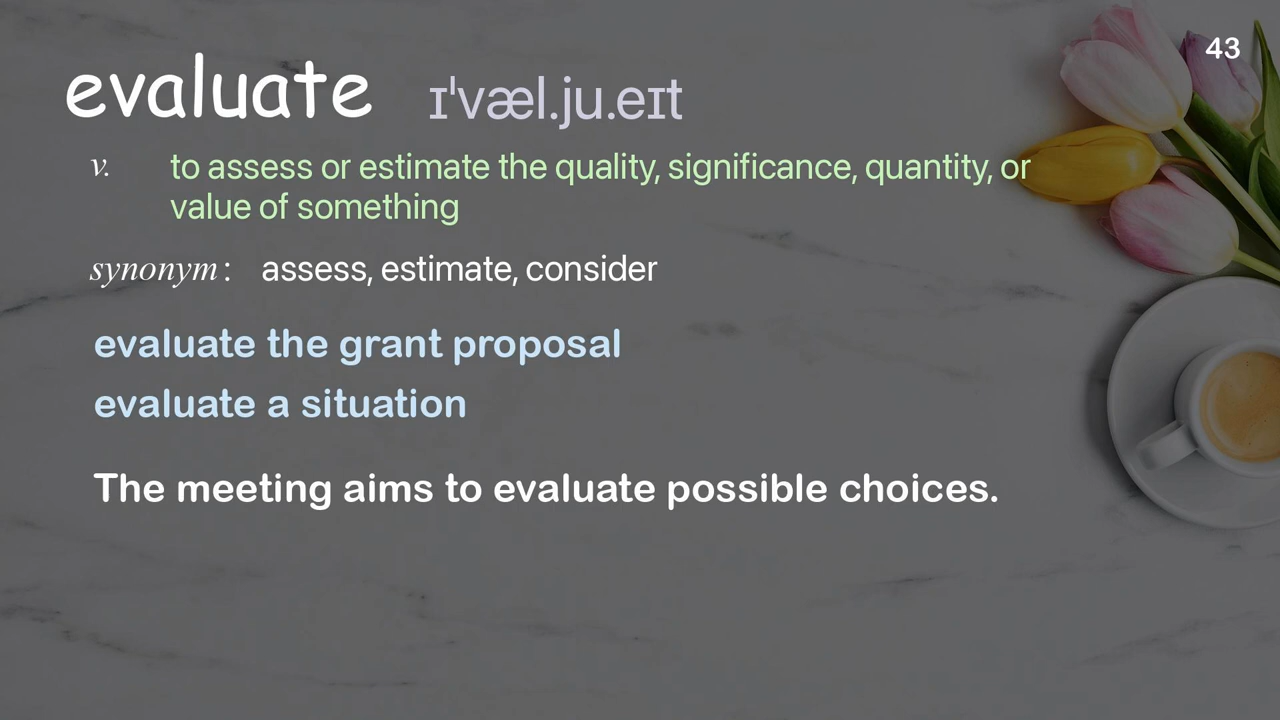 43
evaluate ɪˈvæl.ju.eɪt
v. to assess or estimate the quality, significance, quantity, or
value of something
synonym: assess, estimate, consider
evaluate the grant proposal
evaluate a situation
The meeting aims to evaluate possible choices.